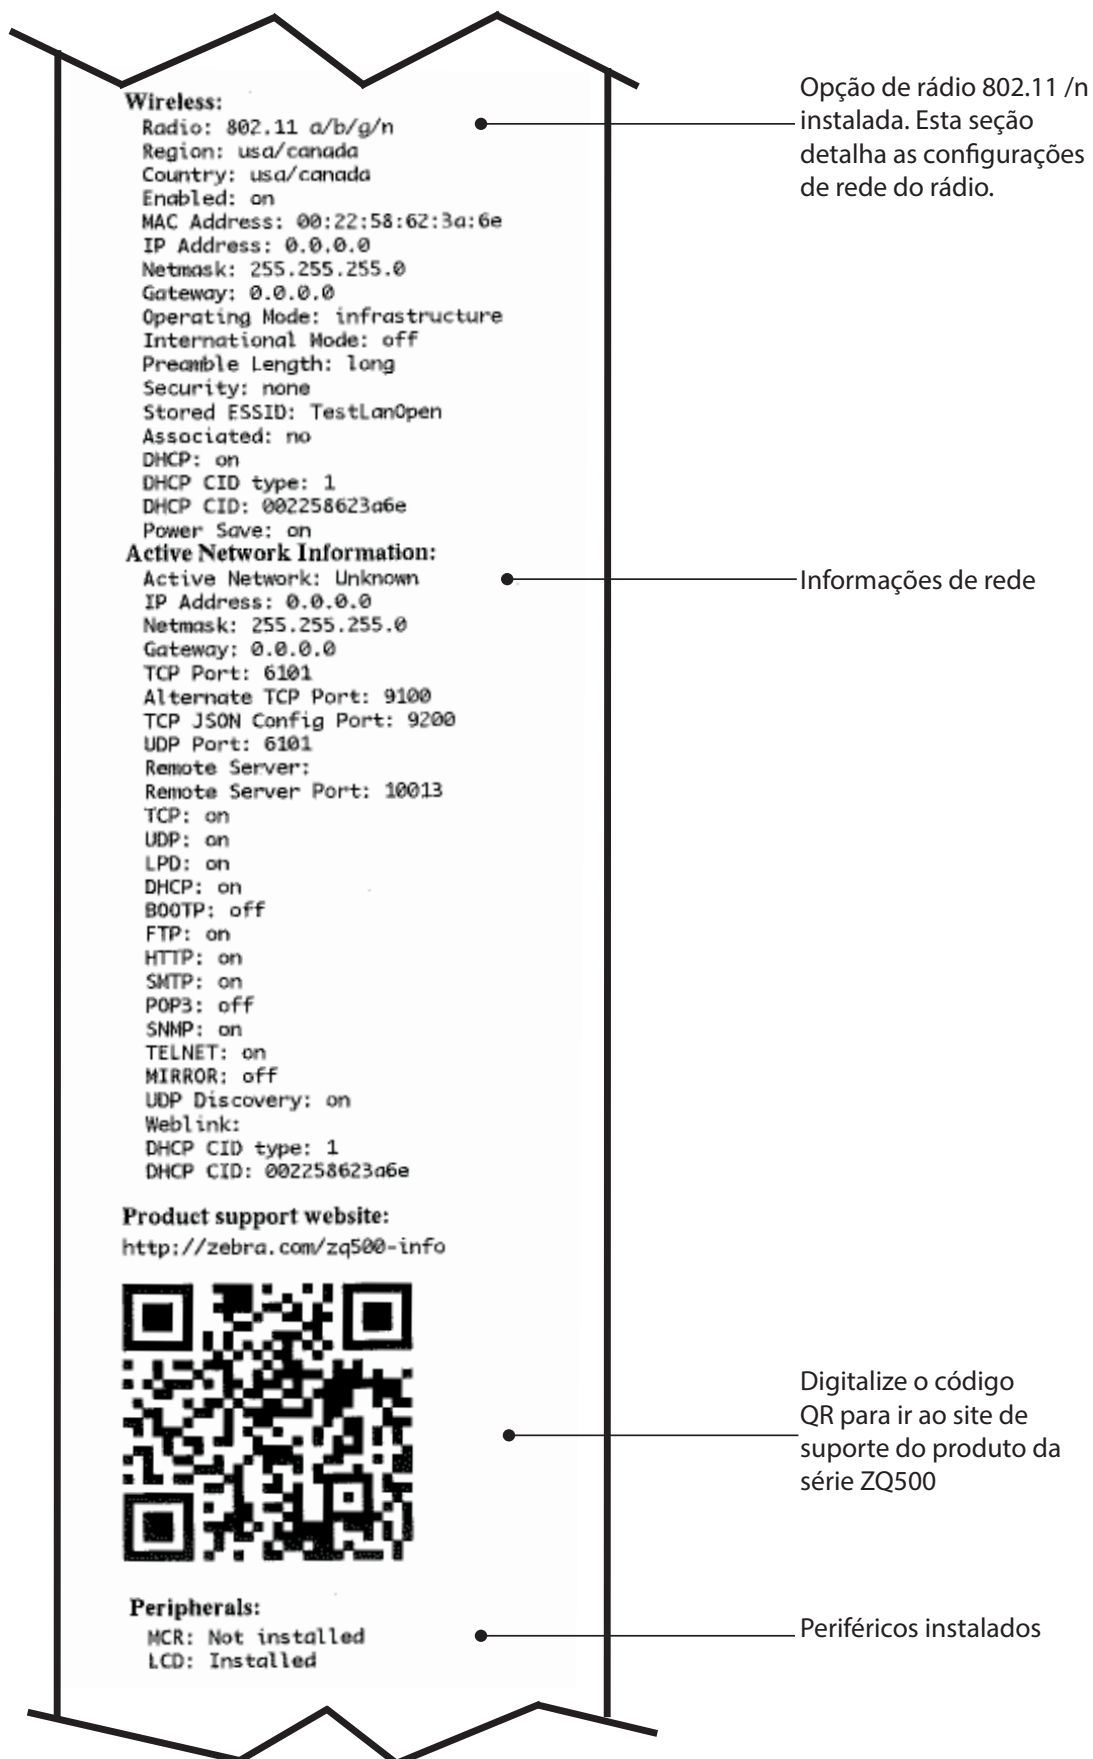 Wireless:
Radio: 802.11 a/b/g/n
Region: usa/canada
Country: usa/canada
Enabled: on
MAC Address: 00:22:58:62:3a:6e
IP Address: 0.0.0.0
Netmask: 255.255.255.0
Gateway: 0.0.0.0
Operating Mode: infrastructure
International Mode: off
Preamble Length: long
Security: none
Stored ESSID: TestLanOpen
Associated: no
DHCP: on
DHCP CID type: 1
DHCP CID: 002258623a6e
Power Save: on
Opção de rádio 802.11 /n
instalada. Esta seção
detalha as configurações
de rede do rádio.
Active Network Information:
Active Network: Unknown
IP Address: 0.0.0.0
Netmask: 255.255.255.0
Gateway: 0.0.0.0
TCP Port: 6101
Alternate TCP Port: 9100
TCP JSON Config Port: 9200
UDP Port: 6101
Remote Server:
Remote Server Port: 10013
TCP: on
UDP: on
LPD: on
DHCP: on
BOOTP: off
FTP: on
HTTP: on
SMTP: on
POP3: off
SNMP: on
TELNET: on
MIRROR: off
UDP Discovery: on
Weblink:
DHCP CID type: 1
DHCP CID: 002258623a6e
Informações de rede
Product support website:
http://zebra.com/zq500-info
Digitalize o código
QR para ir ao site de
suporte do produto da
série ZQ500
Peripherals:
MCR: Not installed
LCD: Installed
Periféricos instalados